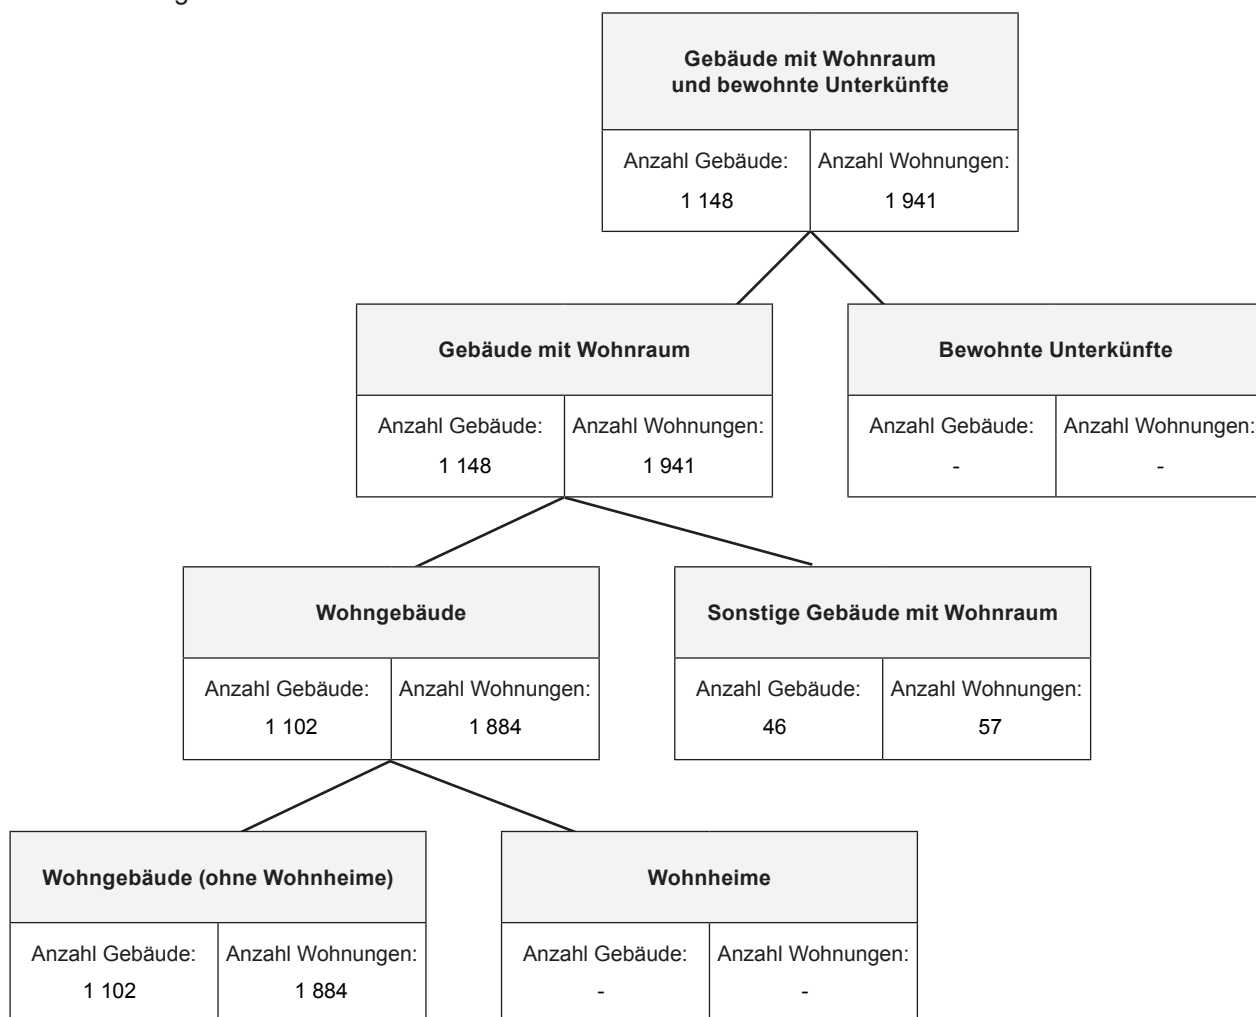 Gebäude mit Wohnraum
und bewohnte Unterkünfte
Anzahl Gebäude: Anzahl Wohnungen:
1 148 1 941
Gebäude mit Wohnraum
Anzahl Gebäude: Anzahl Wohnungen:
1 148 1 941
Bewohnte Unterkünfte
Anzahl Gebäude: Anzahl Wohnungen:
- -
Wohngebäude
Anzahl Gebäude: Anzahl Wohnungen:
1 102 1 884
Sonstige Gebäude mit Wohnraum
Anzahl Gebäude: Anzahl Wohnungen:
46 57
Wohngebäude (ohne Wohnheime)
Anzahl Gebäude: Anzahl Wohnungen:
1 102 1 884
Wohnheime
Anzahl Gebäude: Anzahl Wohnungen:
- -